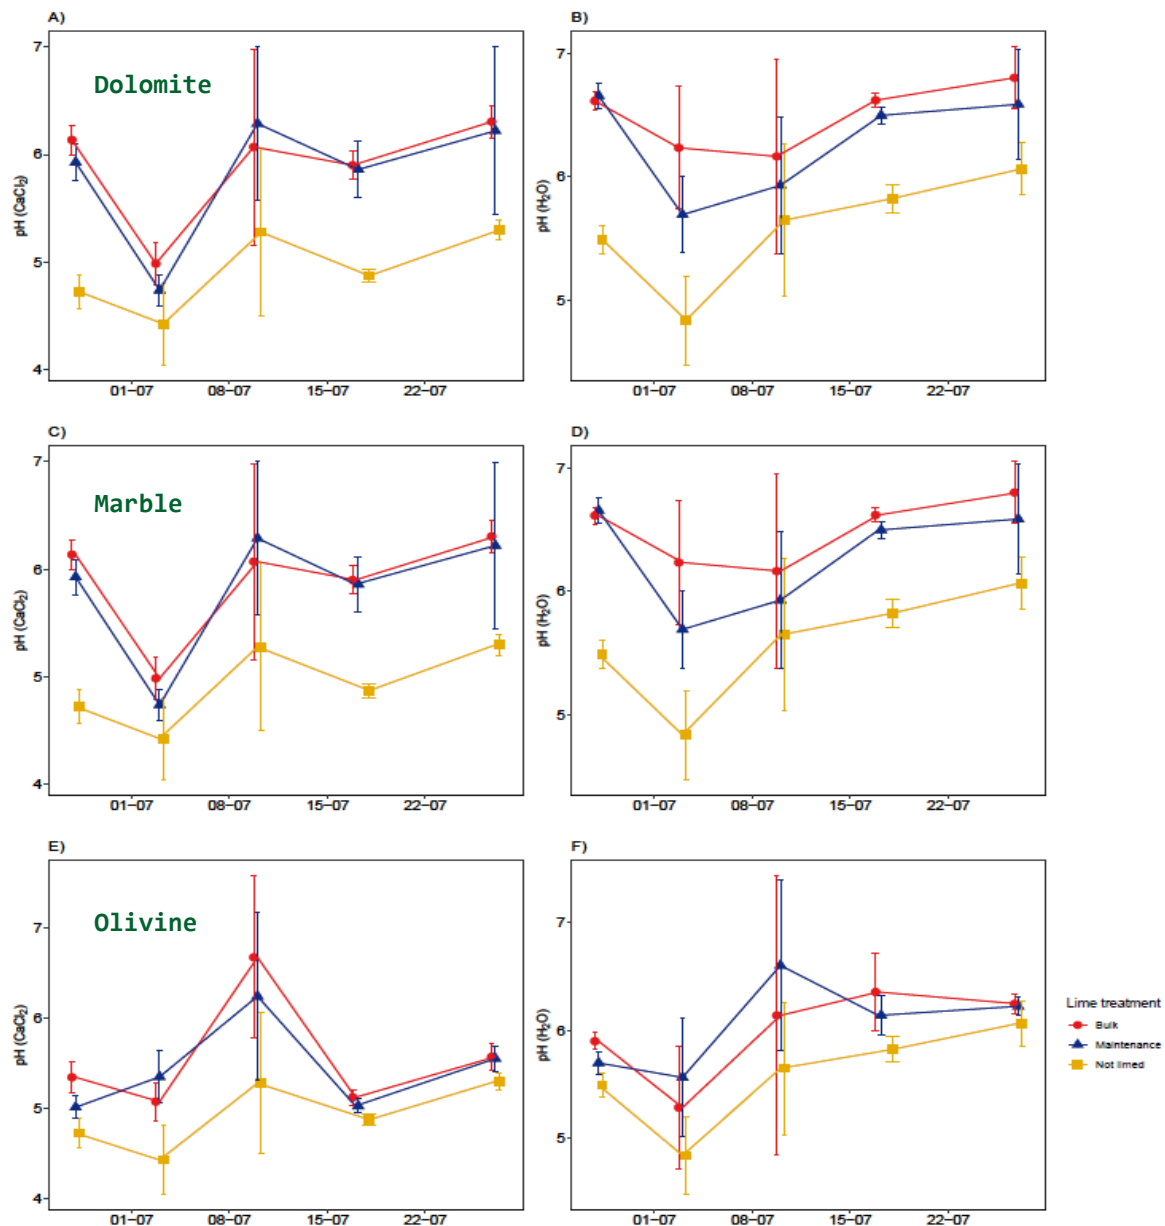 A)
Dolomite
7
6
5
4
pH (CaCl₂)
01–07 08–07 15–07 22–07
B)
7
6
5
pH (H₂O)
01–07 08–07 15–07 22–07
C)
Marble
7
6
5
4
pH (CaCl₂)
01–07 08–07 15–07 22–07
D)
7
6
5
pH (H₂O)
01–07 08–07 15–07 22–07
E)
Olivine
7
6
5
4
pH (CaCl₂)
01–07 08–07 15–07 22–07
F)
7
6
5
pH (H₂O)
01–07 08–07 15–07 22–07
Lime treatment
Bulk
Maintenance
Not limed